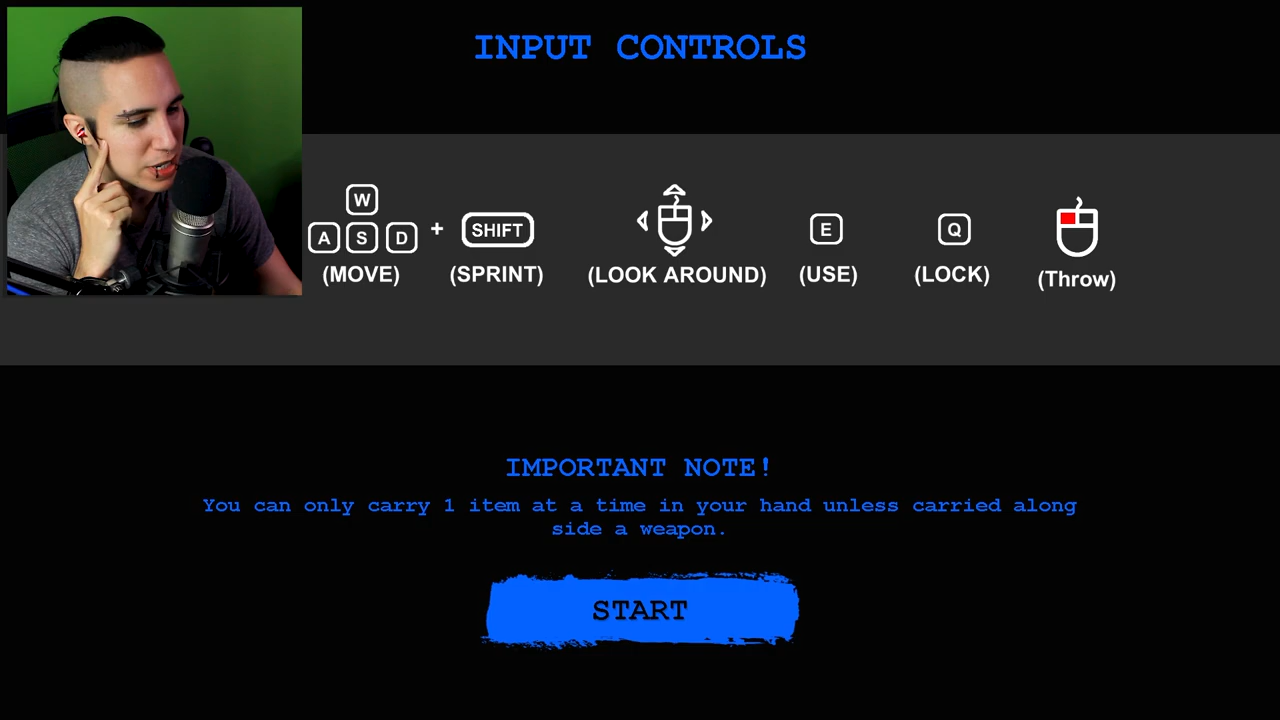 INPUT CONTROLS
W
A S D + SHIFT E Q
(MOVE) (SPRINT) (LOOK AROUND) (USE) (LOCK) (Throw)
IMPORTANT NOTE!
You can only carry 1 item at a time in your hand unless carried along
side a weapon.
START